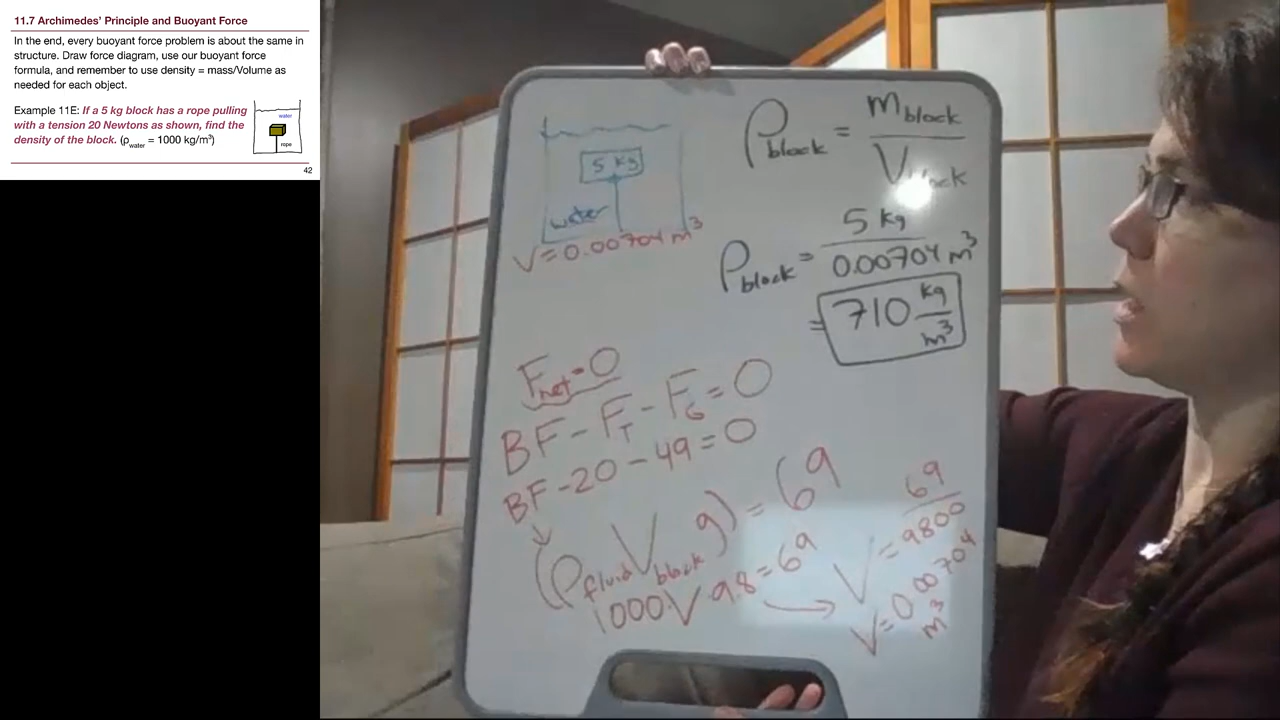 11.7 Archimedes' Principle and Buoyant Force
In the end, every buoyant force problem is about the same in
structure. Draw force diagram, use our buoyant force
formula, and remember to use density = mass/Volume as
needed for each object.
Example 11E: If a 5 kg block has a rope pulling
with a tension 20 Newtons as shown, find the
density of the block. (ρwater = 1000 kg/m³)
water
rope
42
5 kg
water
V = 0.00704 m³
ρblock = mblock / Vblock
ρblock = 5 kg / 0.00704 m³
= 710 kg/m³
Fnet = 0
BF - FT - FG = 0
BF - 20 - 49 = 0
(ρfluid Vblock g) = 69
1000·V·9.8 = 69
V = 69/9800
V = 0.00704
m³